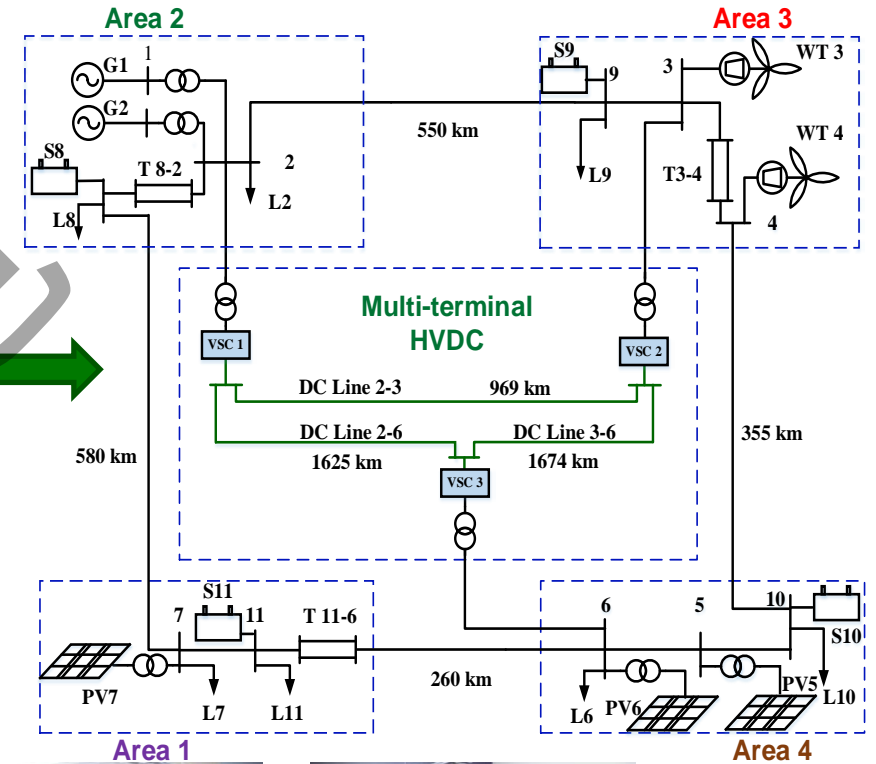 Area 2
Area 3
G1
1
G2
S8
T 8-2
2
L2
L8
550 km
S9
9
3
WT 3
L9
T3-4
WT 4
4
Multi-terminal
HVDC
VSC 1
VSC 2
DC Line 2-3
969 km
DC Line 2-6
DC Line 3-6
1625 km
1674 km
VSC 3
580 km
355 km
S11
7
11
T 11-6
PV7
L7
L11
260 km
6
5
10
S10
L6
PV6
PV5
L10
Area 1
Area 4